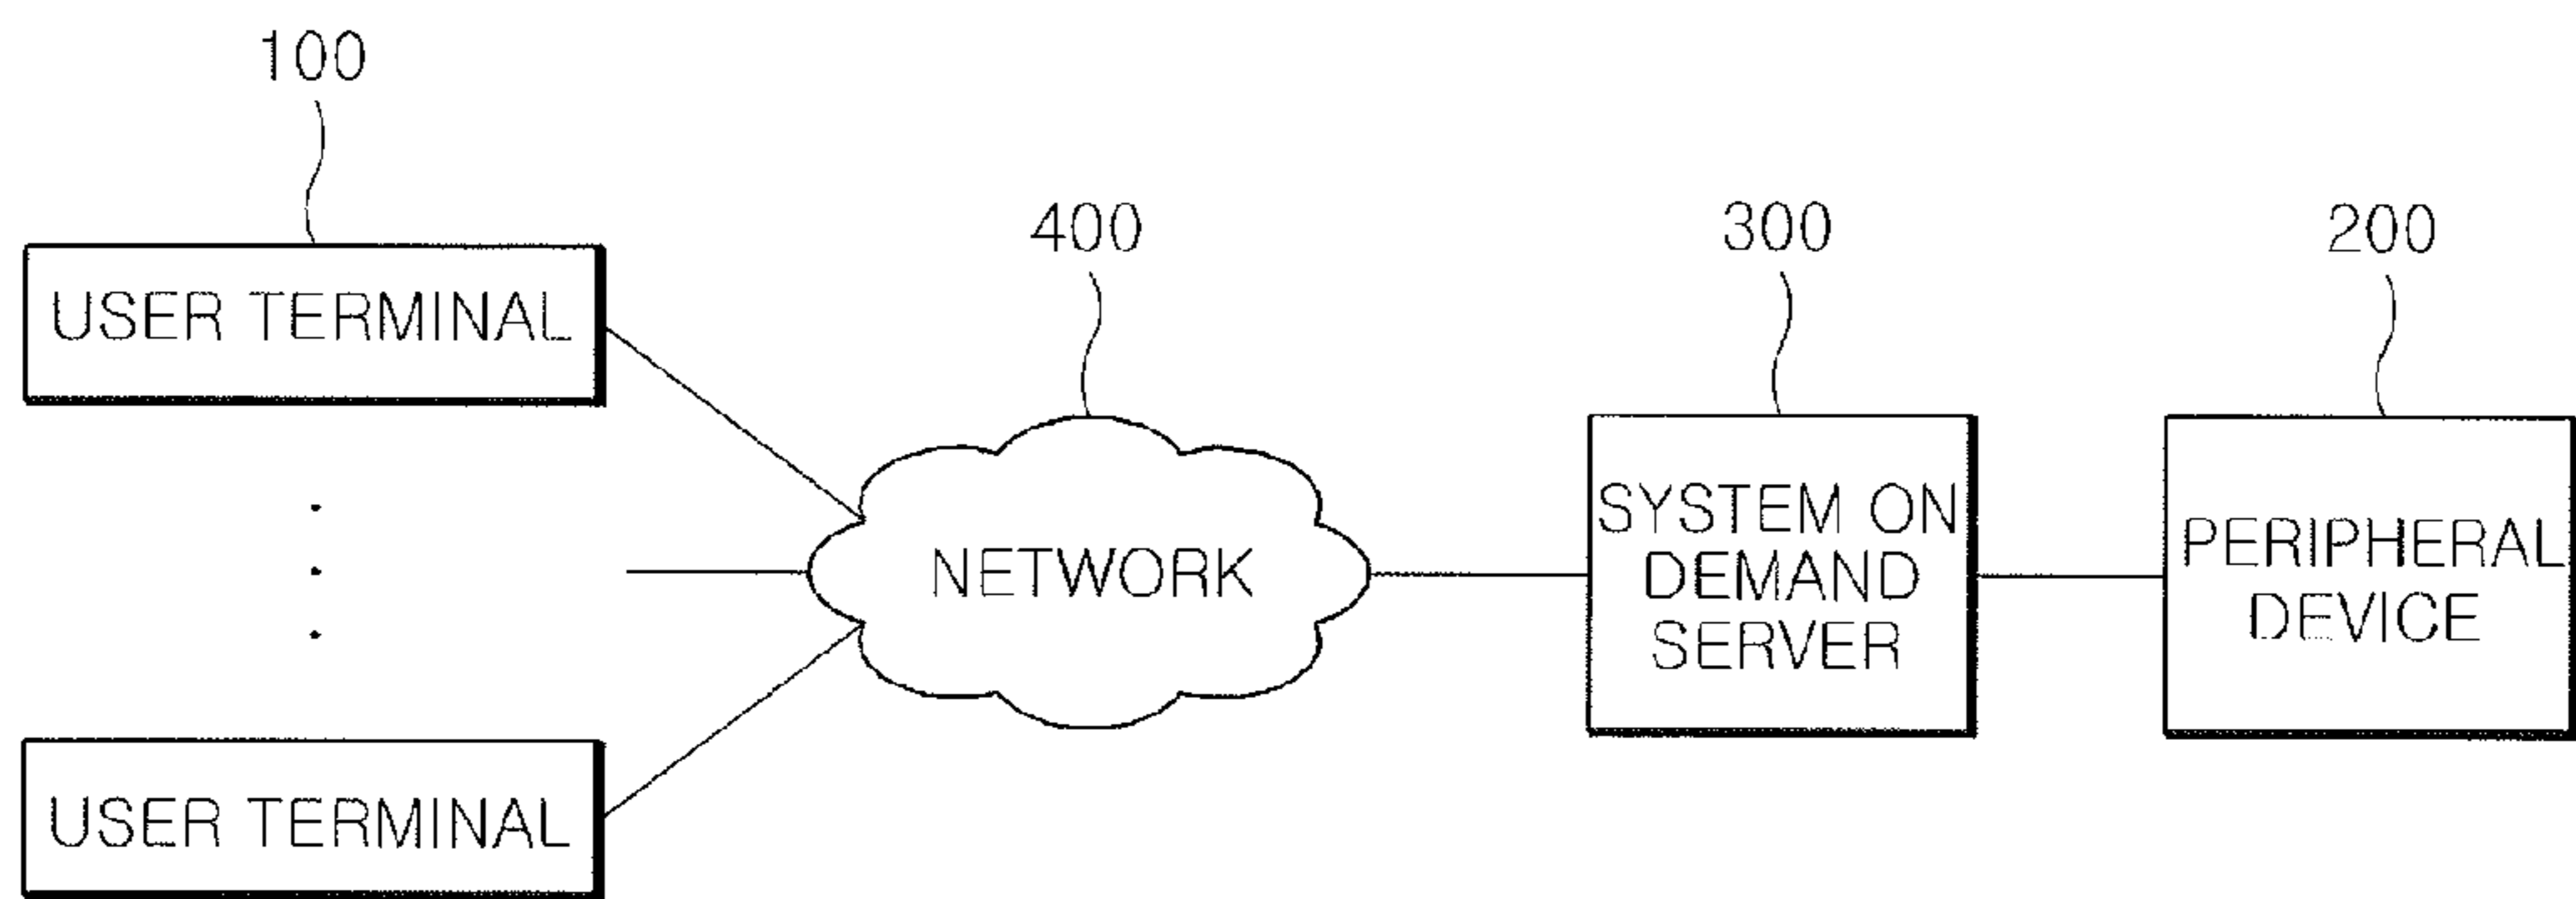 100
400
300
200
USER TERMINAL
NETWORK
SYSTEM ON
DEMAND
SERVER
PERIPHERAL
DEVICE
USER TERMINAL